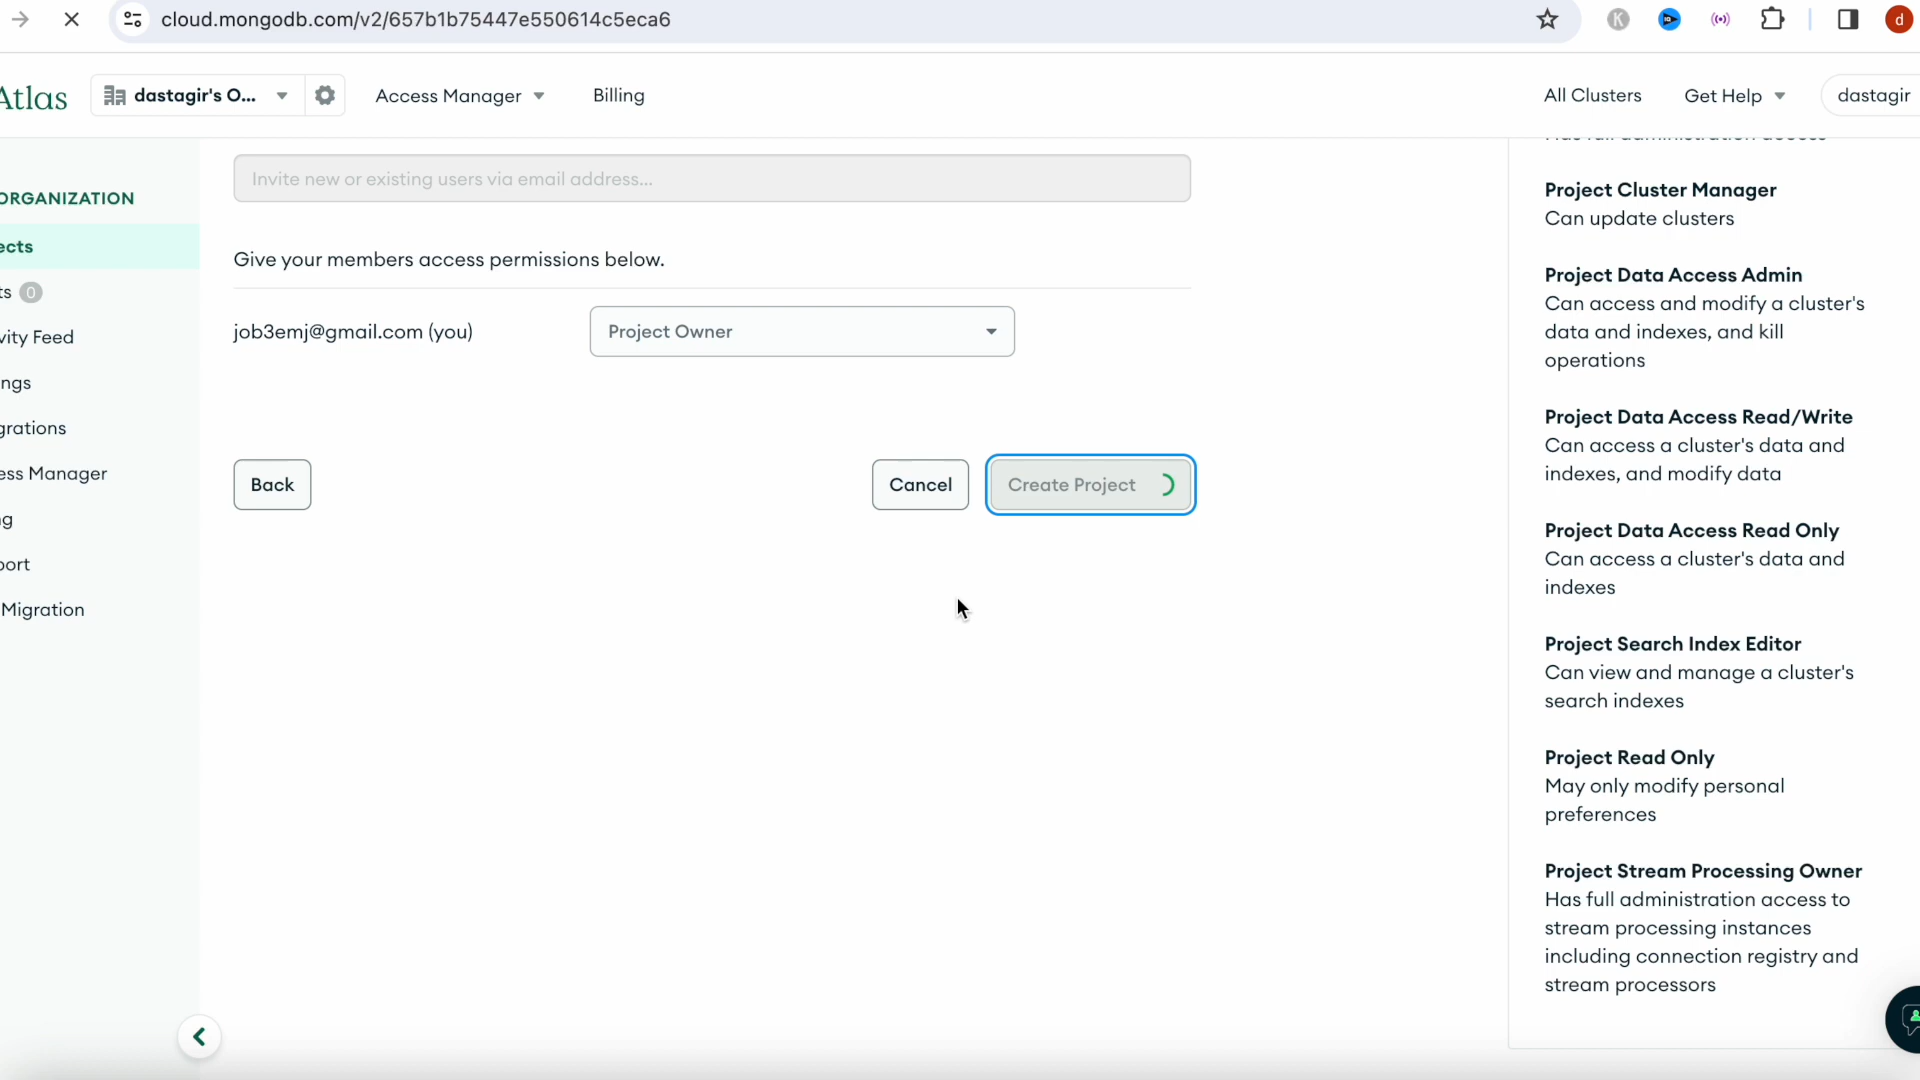 cloud.mongodb.com/v2/657b1b75447e550614c5eca6
K
d
Atlas
dastagir's O...
Access Manager
Billing
All Clusters
Get Help
dastagir
ORGANIZATION
ects
ts 0
vity Feed
ngs
grations
ess Manager
g
port
Migration
Invite new or existing users via email address...
Give your members access permissions below.
job3emj@gmail.com (you)
Project Owner
Back
Cancel
Create Project
Project Cluster Manager
Can update clusters
Project Data Access Admin
Can access and modify a cluster's
data and indexes, and kill
operations
Project Data Access Read/Write
Can access a cluster's data and
indexes, and modify data
Project Data Access Read Only
Can access a cluster's data and
indexes
Project Search Index Editor
Can view and manage a cluster's
search indexes
Project Read Only
May only modify personal
preferences
Project Stream Processing Owner
Has full administration access to
stream processing instances
including connection registry and
stream processors